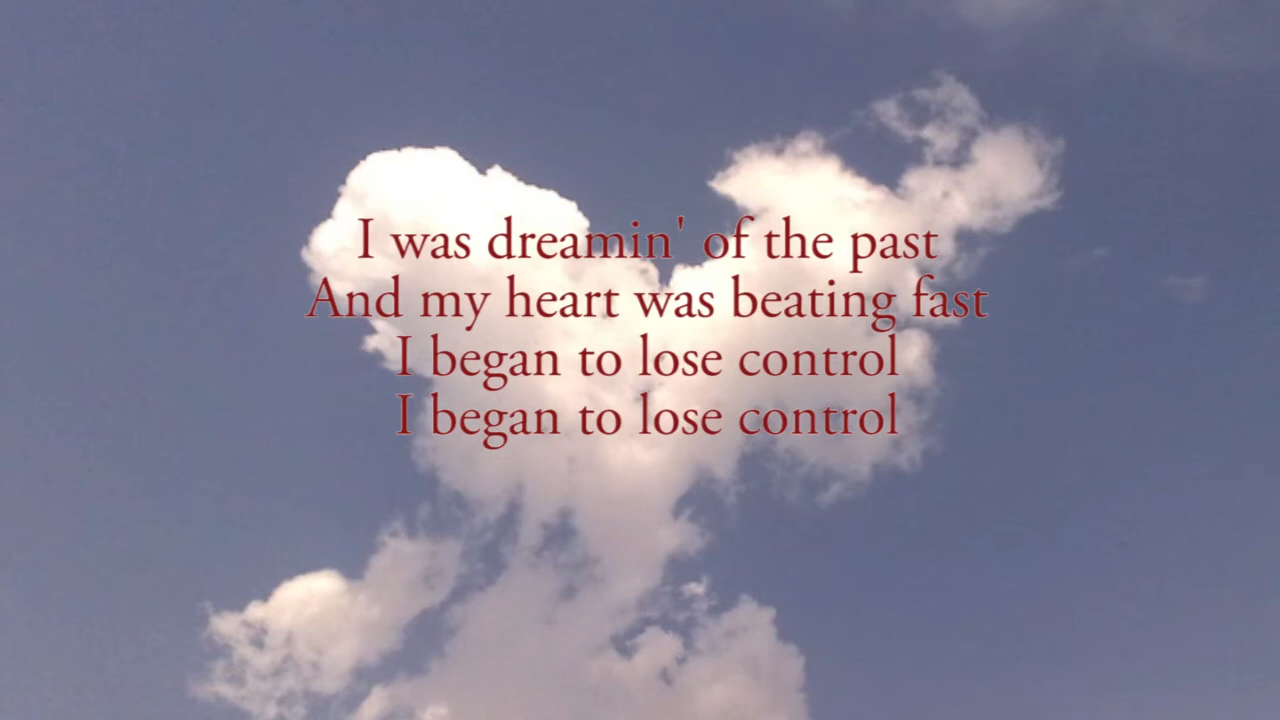 I was dreamin' of the past
And my heart was beating fast
I began to lose control
I began to lose control